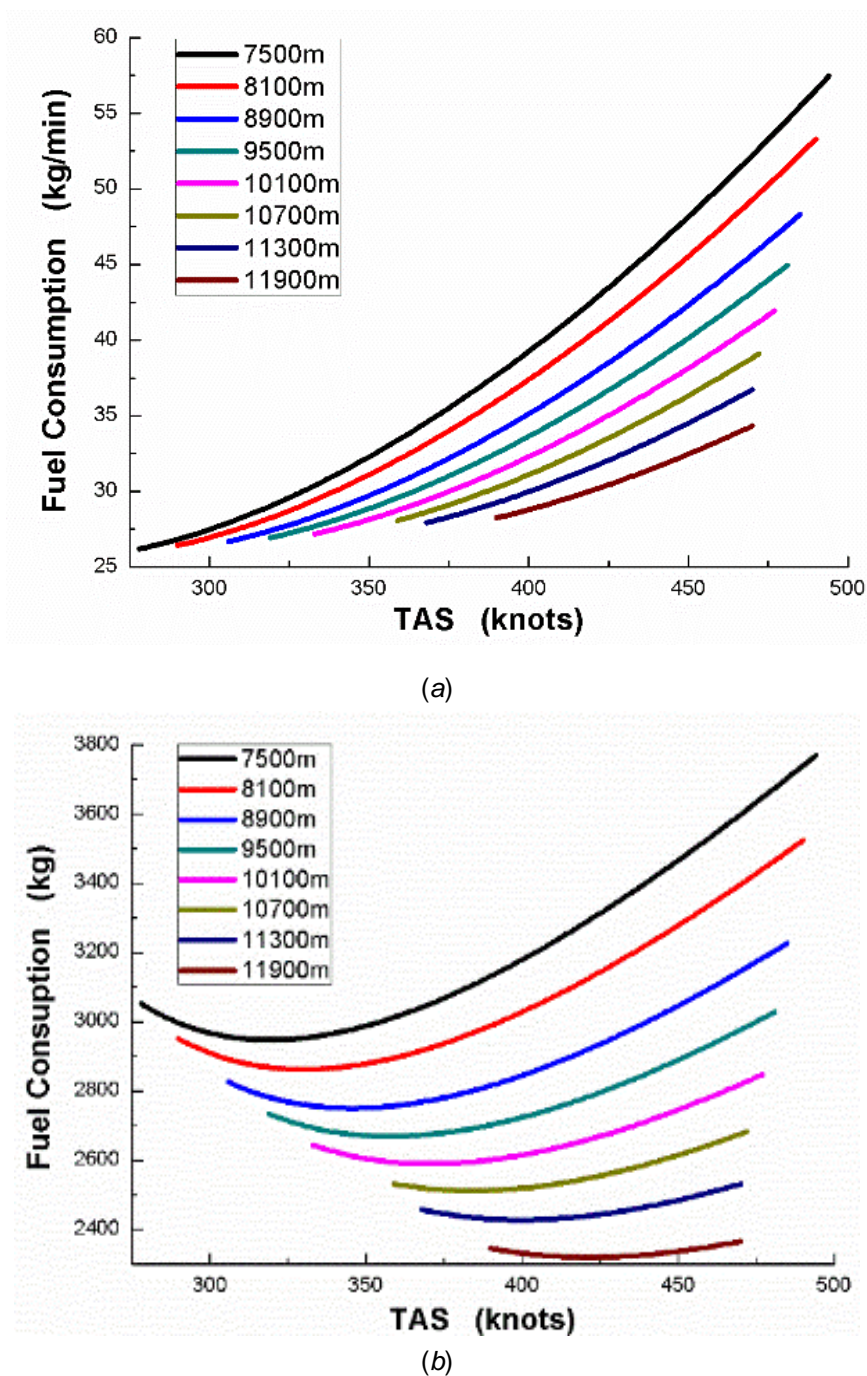 60
55
50
45
40
35
30
25
Fuel Consumption (kg/min)
7500m
8100m
8900m
9500m
10100m
10700m
11300m
11900m
300
350
400
450
500
TAS (knots)
(a)
3800
3600
3400
3200
3000
2800
2600
2400
Fuel Consuption (kg)
7500m
8100m
8900m
9500m
10100m
10700m
11300m
11900m
300
350
400
450
500
TAS (knots)
(b)